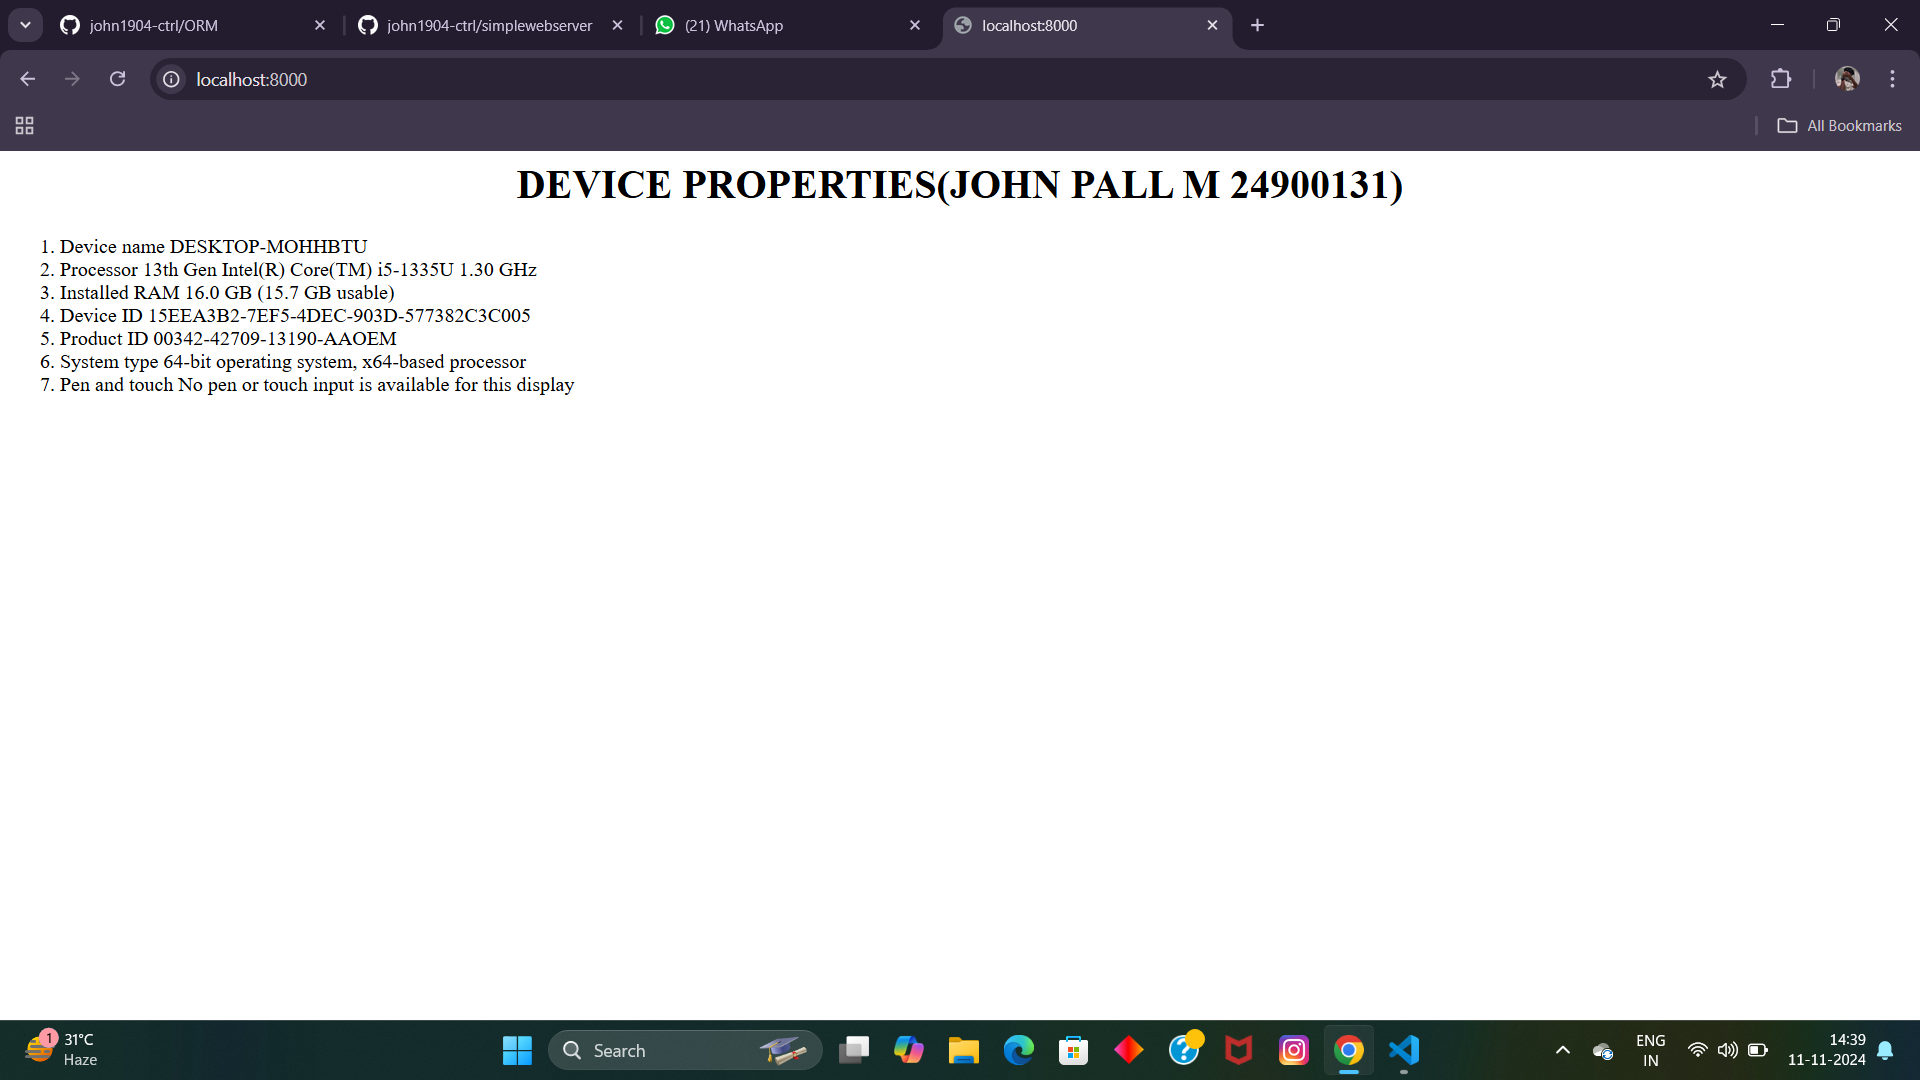 john1904-ctrl/ORM
john1904-ctrl/simplewebserver
(21) WhatsApp
localhost:8000
localhost:8000
All Bookmarks
DEVICE PROPERTIES(JOHN PALL M 24900131)
1. Device name DESKTOP-MOHHBTU
2. Processor 13th Gen Intel(R) Core(TM) i5-1335U 1.30 GHz
3. Installed RAM 16.0 GB (15.7 GB usable)
4. Device ID 15EEA3B2-7EF5-4DEC-903D-577382C3C005
5. Product ID 00342-42709-13190-AAOEM
6. System type 64-bit operating system, x64-based processor
7. Pen and touch No pen or touch input is available for this display
1
31°C
Haze
Search
ENG
IN
14:39
11-11-2024